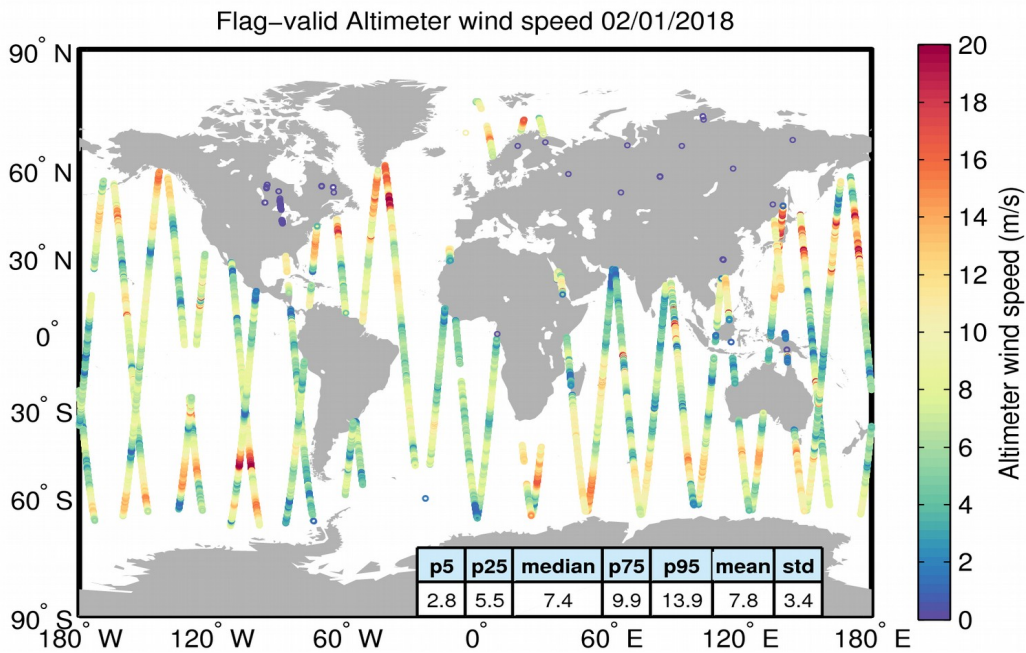 Flag-valid Altimeter wind speed 02/01/2018
90° N
60° N
30° N
0°
30° S
60° S
90° S
180° W
120° W
60° W
0°
60° E
120° E
180° E
p5 p25 median p75 p95 mean std
2.8 5.5 7.4 9.9 13.9 7.8 3.4
20
18
16
14
12
10
8
6
4
2
0
Altimeter wind speed (m/s)